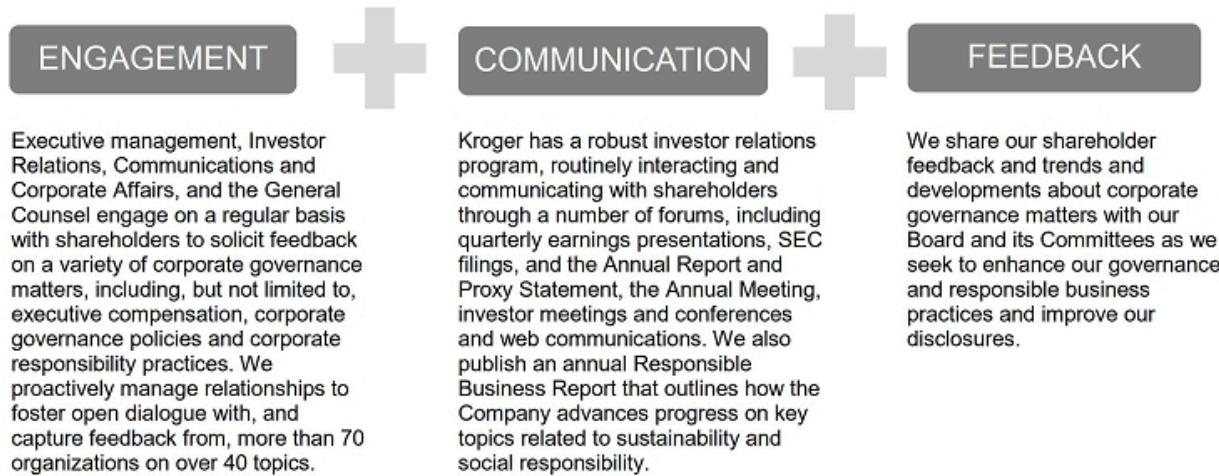 ENGAGEMENT
Executive management, Investor
Relations, Communications and
Corporate Affairs, and the General
Counsel engage on a regular basis
with shareholders to solicit feedback
on a variety of corporate governance
matters, including, but not limited to,
executive compensation, corporate
governance policies and corporate
responsibility practices. We
proactively manage relationships to
foster open dialogue with, and
capture feedback from, more than 70
organizations on over 40 topics.
COMMUNICATION
Kroger has a robust investor relations
program, routinely interacting and
communicating with shareholders
through a number of forums, including
quarterly earnings presentations, SEC
filings, and the Annual Report and
Proxy Statement, the Annual Meeting,
investor meetings and conferences
and web communications. We also
publish an annual Responsible
Business Report that outlines how the
Company advances progress on key
topics related to sustainability and
social responsibility.
FEEDBACK
We share our shareholder
feedback and trends and
developments about corporate
governance matters with our
Board and its Committees as we
seek to enhance our governance
and responsible business
practices and improve our
disclosures.